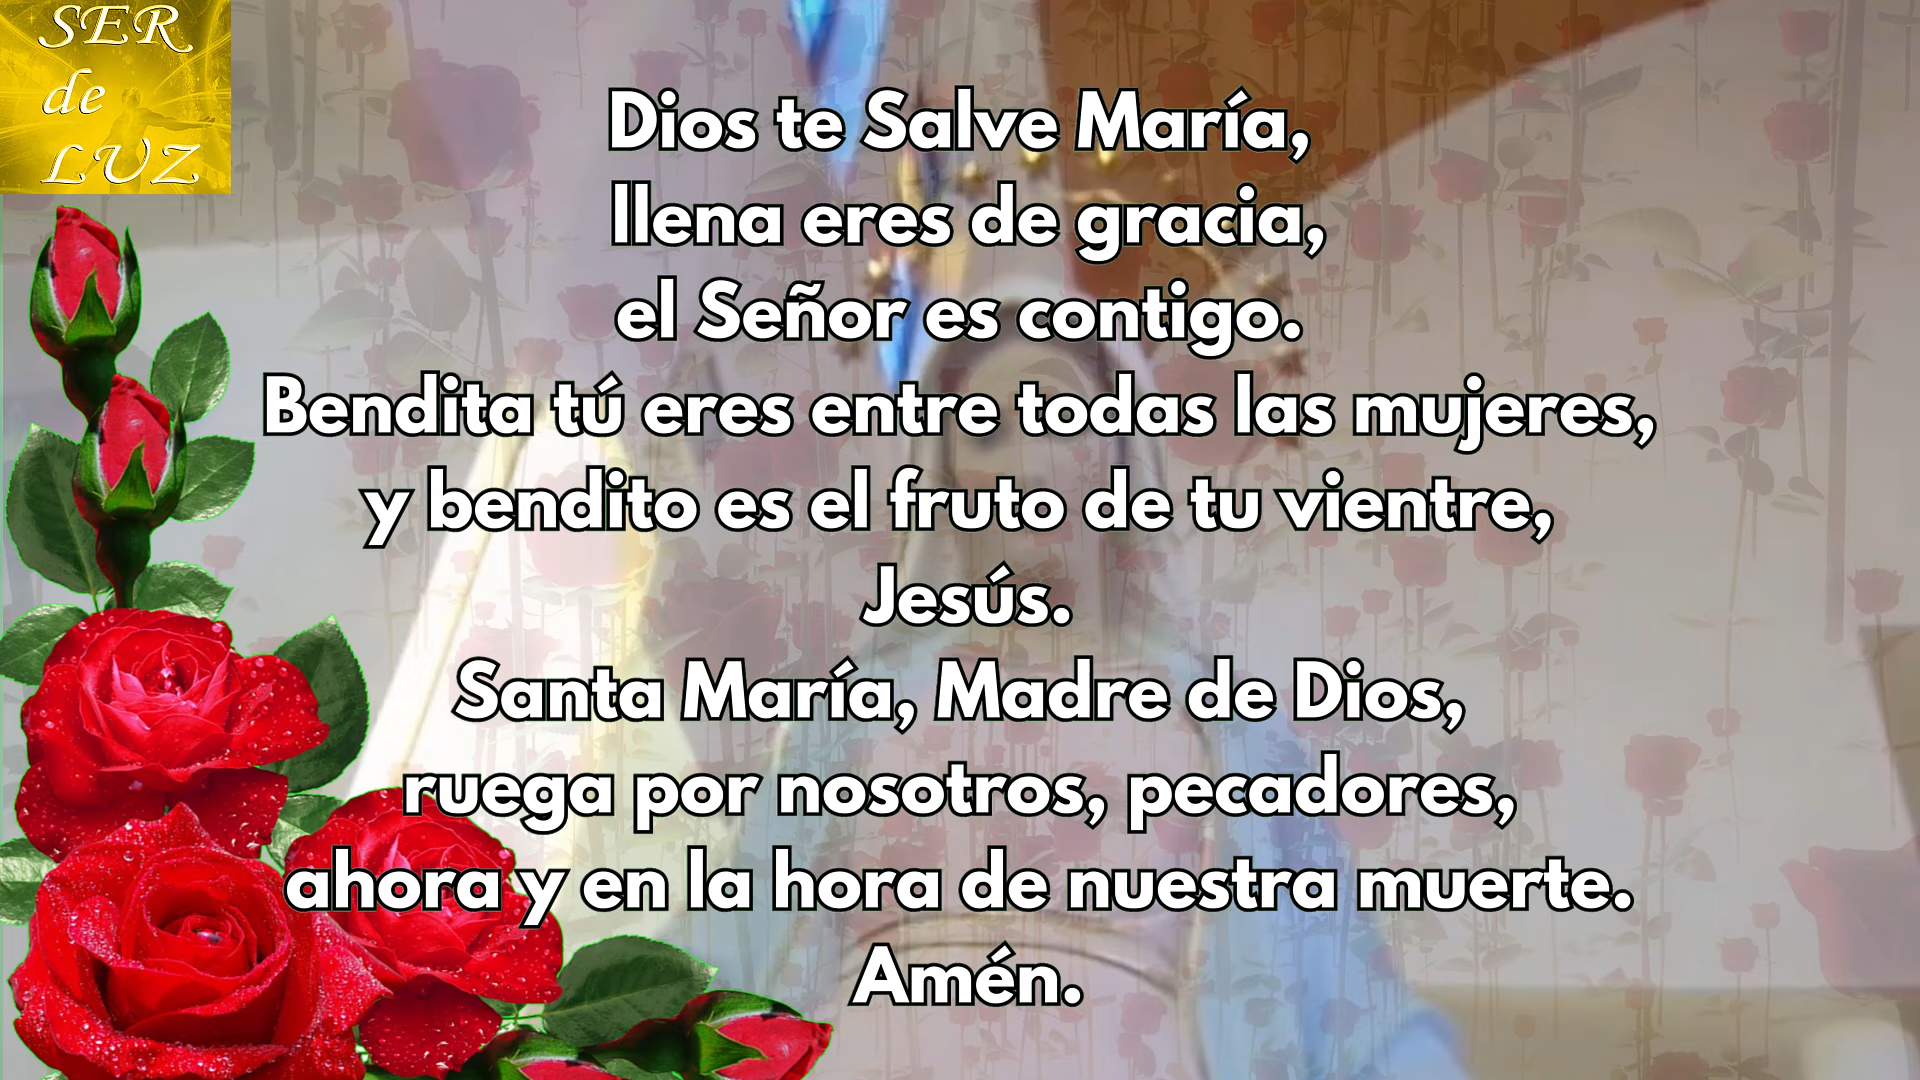 SER
de
LUZ
Dios te Salve María,
llena eres de gracia,
el Señor es contigo.
Bendita tú eres entre todas las mujeres,
y bendito es el fruto de tu vientre,
Jesús.
Santa María, Madre de Dios,
ruega por nosotros, pecadores,
ahora y en la hora de nuestra muerte.
Amén.